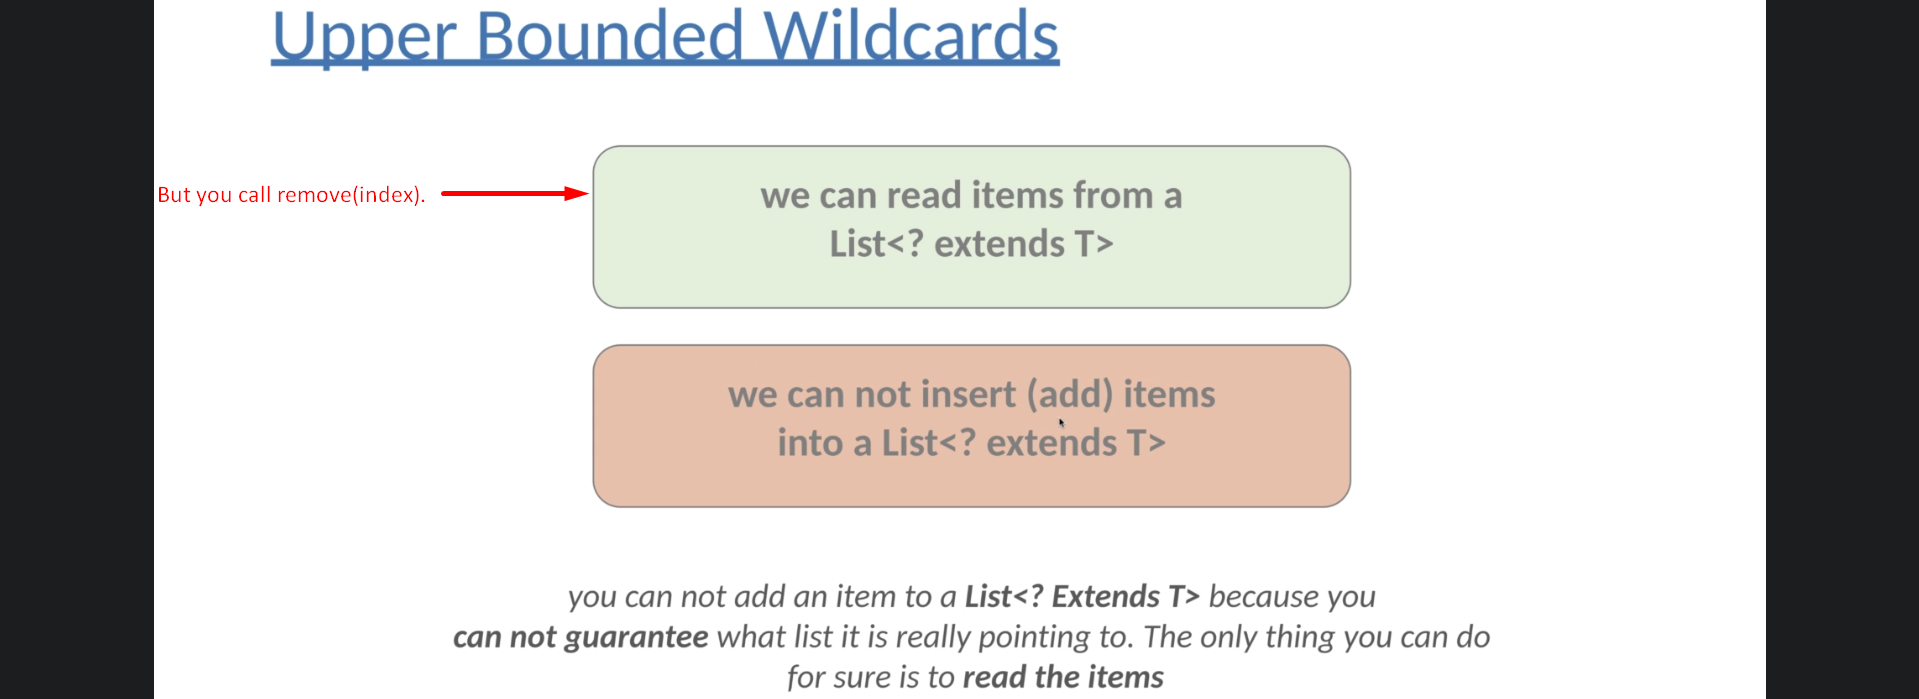 Upper Bounded Wildcards
But you call remove(index).
we can read items from a
List<? extends T>
we can not insert (add) items
into a List<? extends T>
you can not add an item to a List<? Extends T> because you
can not guarantee what list it is really pointing to. The only thing you can do
for sure is to read the items